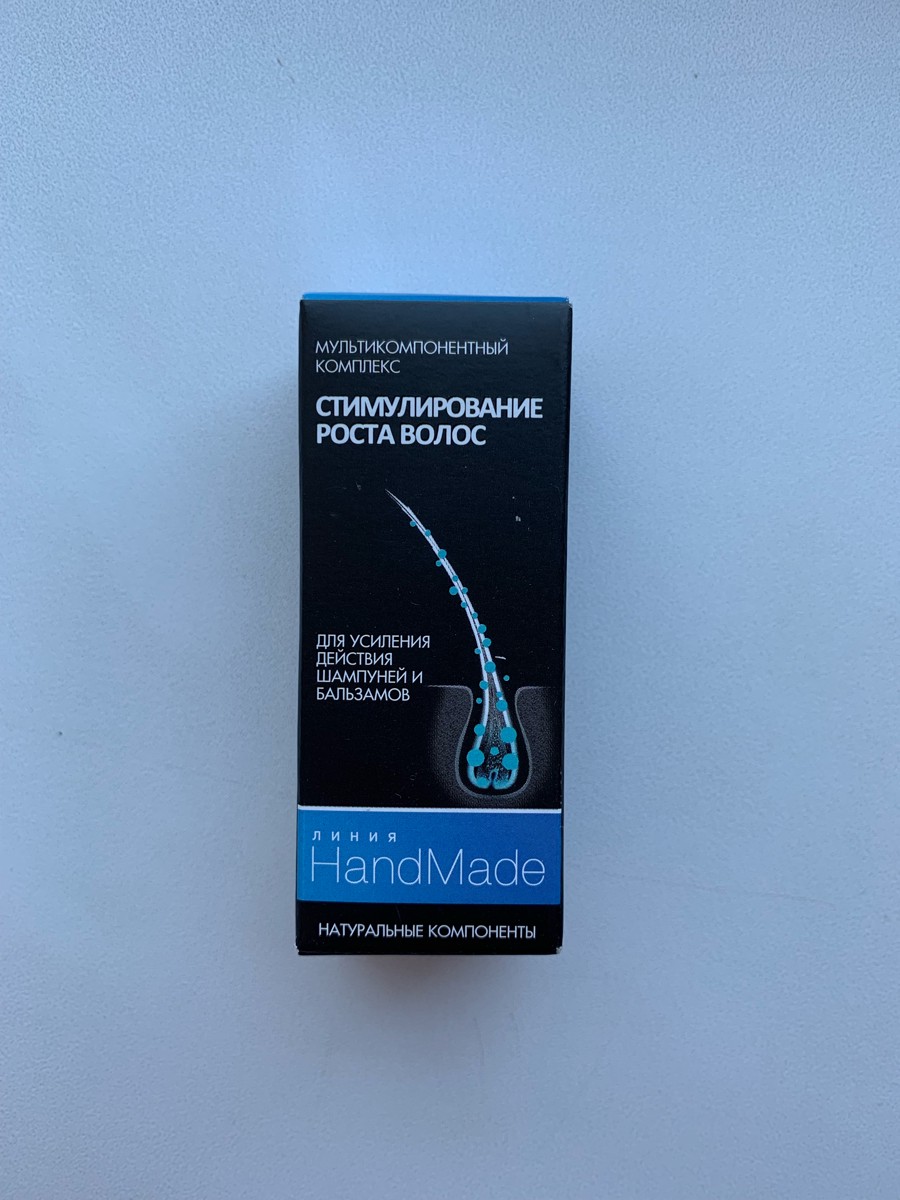 МУЛЬТИКОМПОНЕНТНЫЙ
КОМПЛЕКС
СТИМУЛИРОВАНИЕ
РОСТА ВОЛОС
ДЛЯ УСИЛЕНИЯ
ДЕЙСТВИЯ
ШАМПУНЕЙ И
БАЛЬЗАМОВ
ЛИНИЯ
HandMade
НАТУРАЛЬНЫЕ КОМПОНЕНТЫ